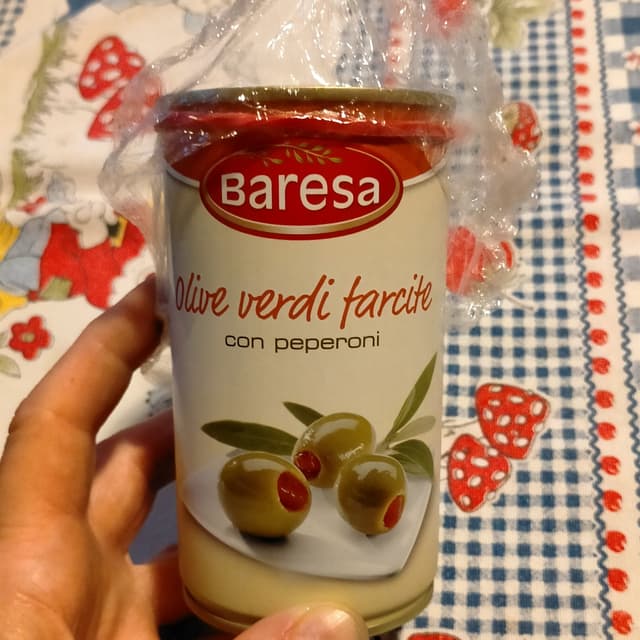 Baresa
Olive verdi farcite
con peperoni